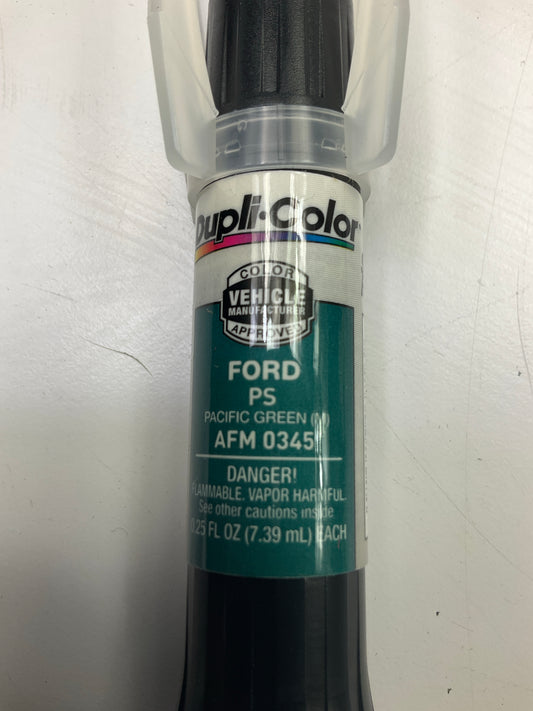 Dupli-Color
COLOR
VEHICLE
MANUFACTURER
APPROVED
FORD
PS
PACIFIC GREEN (M)
AFM 0345
DANGER!
FLAMMABLE. VAPOR HARMFUL.
See other cautions inside
0.25 FL OZ (7.39 mL) EACH